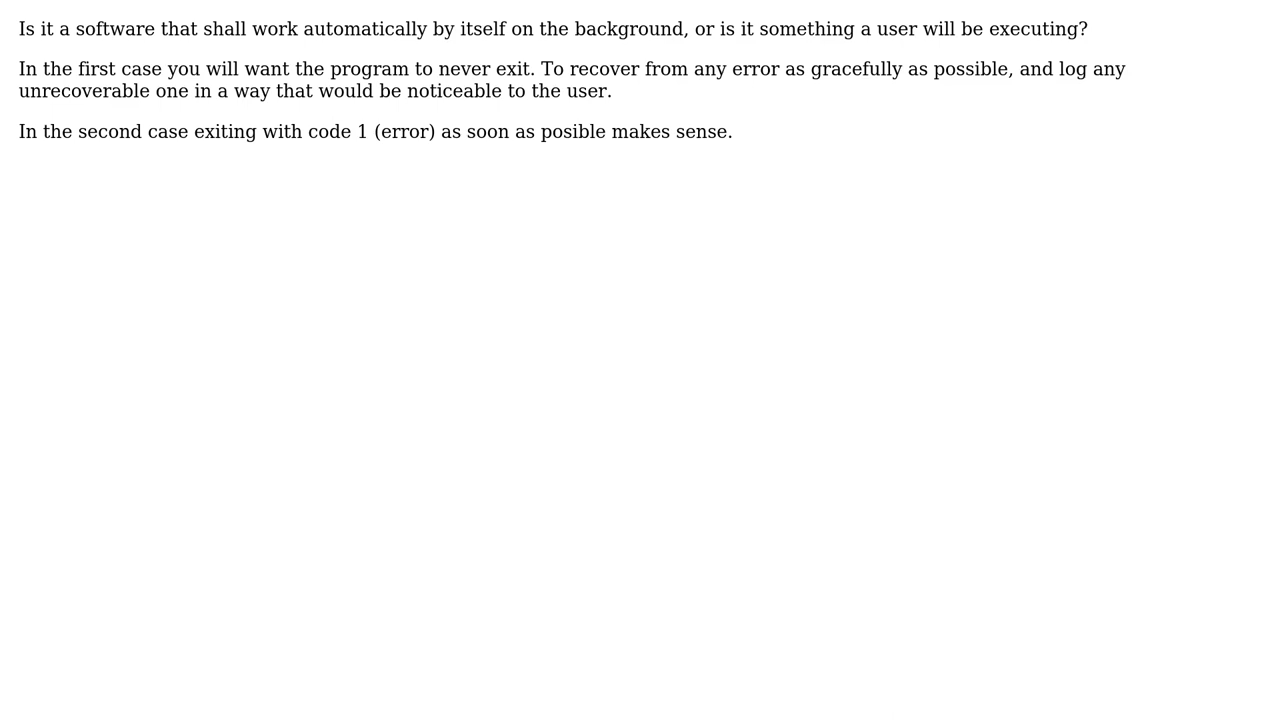 Is it a software that shall work automatically by itself on the background, or is it something a user will be executing?
In the first case you will want the program to never exit. To recover from any error as gracefully as possible, and log any
unrecoverable one in a way that would be noticeable to the user.
In the second case exiting with code 1 (error) as soon as posible makes sense.